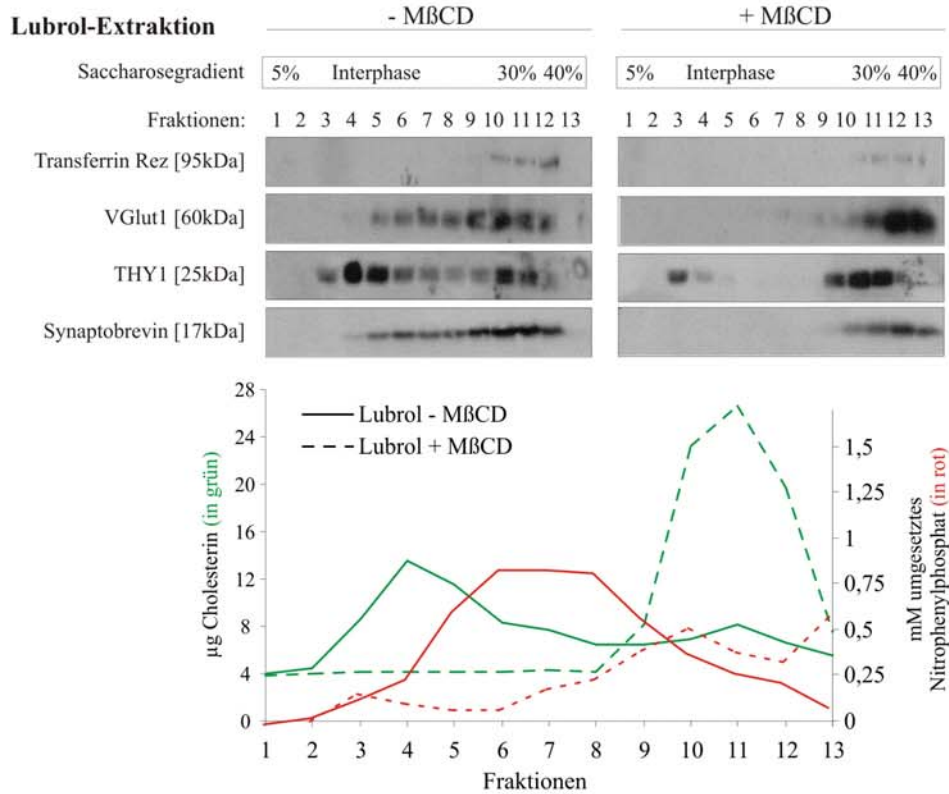 Lubrol-Extraktion
- MßCD
+ MßCD
Saccharosegradient
5% Interphase 30% 40%
5% Interphase 30% 40%
Fraktionen:
1 2 3 4 5 6 7 8 9 10 11 12 13
1 2 3 4 5 6 7 8 9 10 11 12 13
Transferrin Rez [95kDa]
VGlut1 [60kDa]
THY1 [25kDa]
Synaptobrevin [17kDa]
µg Cholesterin (in grün)
28
24
20
16
12
8
4
0
Lubrol - MßCD
Lubrol + MßCD
1,5
1,25
1
0,75
0,5
0,25
0
mM umgesetztes
Nitrophenylphosphat (in rot)
1 2 3 4 5 6 7 8 9 10 11 12 13
Fraktionen